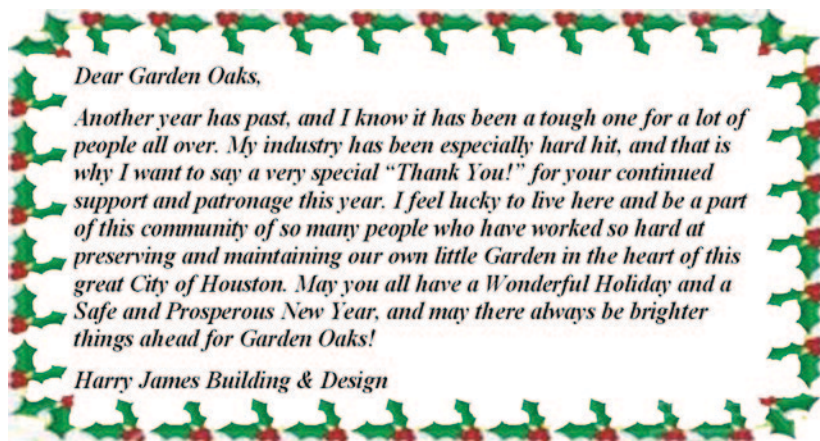 Dear Garden Oaks,
Another year has past, and I know it has been a tough one for a lot of
people all over. My industry has been especially hard hit, and that is
why I want to say a very special “Thank You!” for your continued
support and patronage this year. I feel lucky to live here and be a part
of this community of so many people who have worked so hard at
preserving and maintaining our own little Garden in the heart of this
great City of Houston. May you all have a Wonderful Holiday and a
Safe and Prosperous New Year, and may there always be brighter
things ahead for Garden Oaks!
Harry James Building & Design